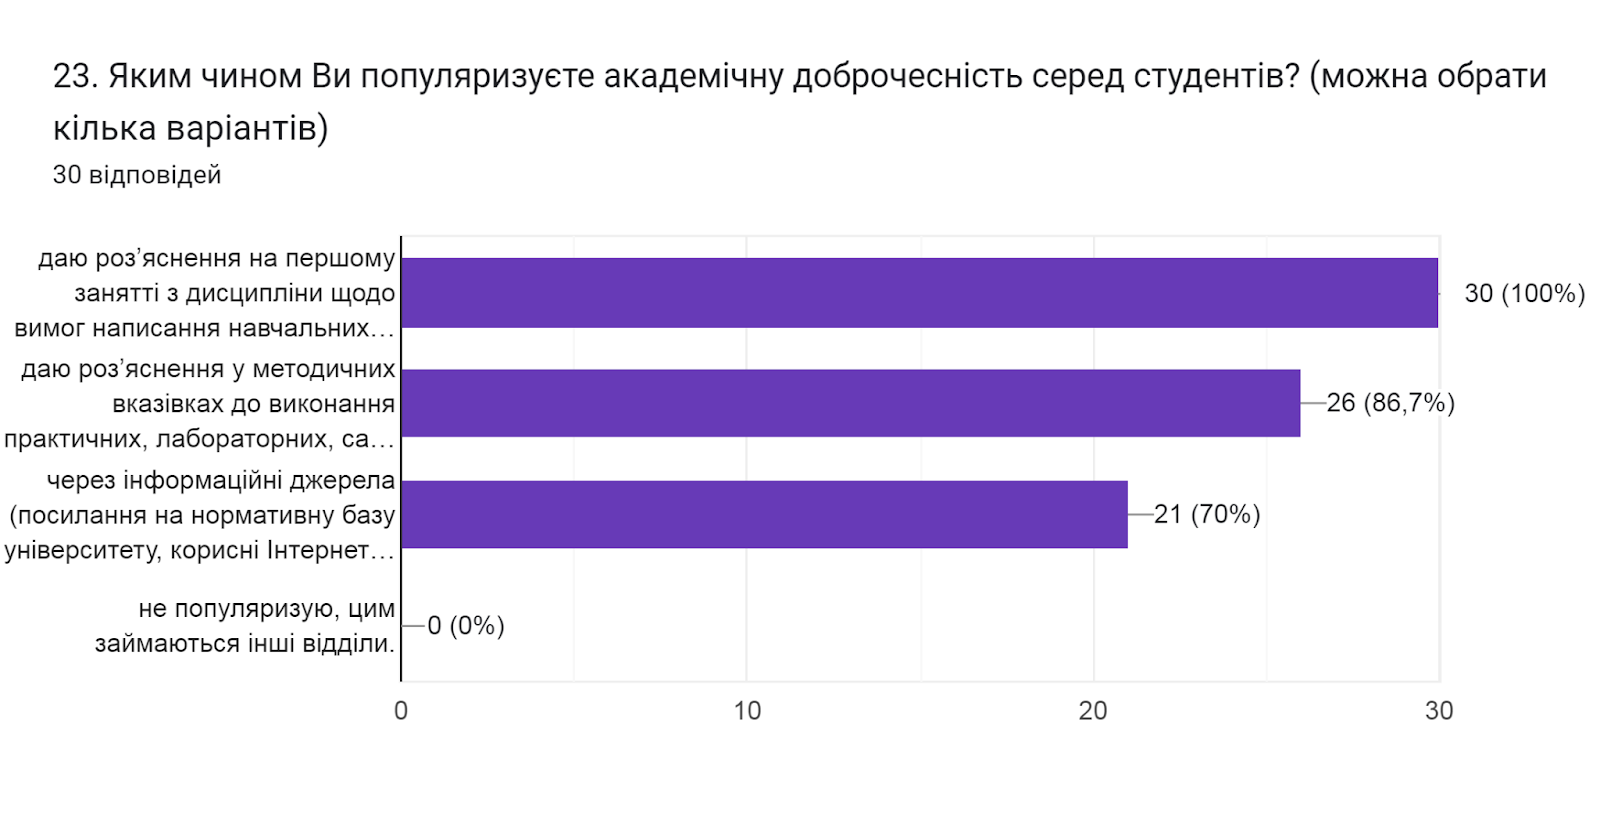 23. Яким чином Ви популяризуєте академічну доброчесність серед студентів? (можна обрати
кілька варіантів)
30 відповідей
даю роз’яснення на першому
занятті з дисципліни щодо
вимог написання навчальних…
30 (100%)
даю роз’яснення у методичних
вказівках до виконання
практичних, лабораторних, са…
26 (86,7%)
через інформаційні джерела
(посилання на нормативну базу
університету, корисні Інтернет…
21 (70%)
не популяризую, цим
займаються інші відділи.
0 (0%)
0 10 20 30